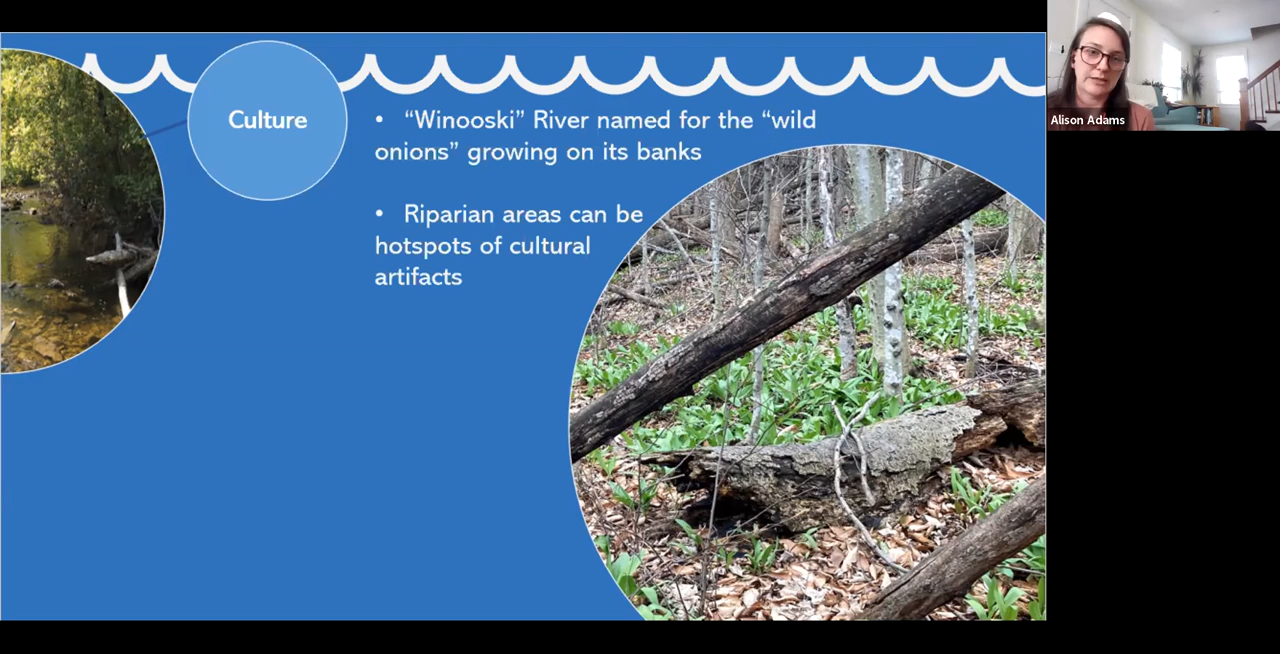 Culture
• “Winooski” River named for the “wild
onions” growing on its banks
• Riparian areas can be
hotspots of cultural
artifacts
Alison Adams